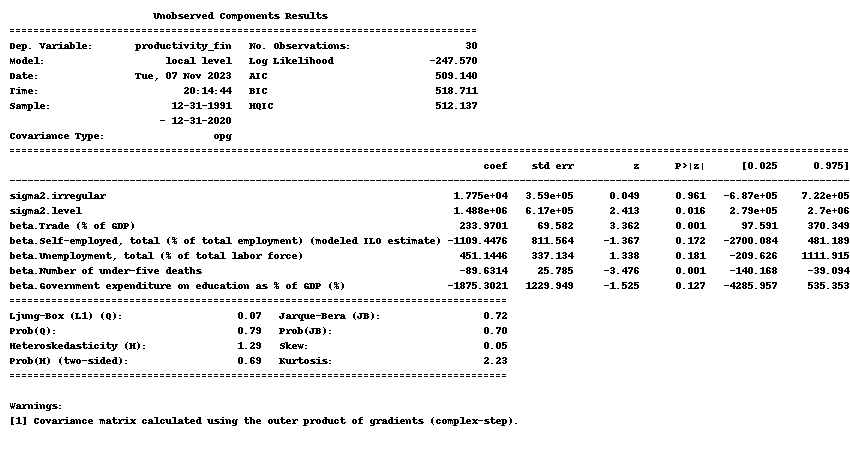 Unobserved Components Results
==============================================================================
Dep. Variable: productivity_fin No. Observations: 30
Model: local level Log Likelihood -247.570
Date: Tue, 07 Nov 2023 AIC 509.140
Time: 20:14:44 BIC 518.711
Sample: 12-31-1991 HQIC 512.137
- 12-31-2020
Covariance Type: opg
==============================================================================
coef std err z P>|z| [0.025 0.975]
------------------------------------------------------------------------------
sigma2.irregular 1.775e+04 3.59e+05 0.049 0.961 -6.87e+05 7.22e+05
sigma2.level 1.488e+06 6.17e+05 2.413 0.016 2.79e+05 2.7e+06
beta.Trade (% of GDP) 233.9701 69.582 3.362 0.001 97.591 370.349
beta.Self-employed, total (% of total employment) (modeled ILO estimate) -1109.4476 811.564 -1.367 0.172 -2700.084 481.189
beta.Unemployment, total (% of total labor force) 451.1446 337.134 1.338 0.181 -209.626 1111.915
beta.Number of under-five deaths -89.6314 25.785 -3.476 0.001 -140.168 -39.094
beta.Government expenditure on education as % of GDP (%) -1875.3021 1229.949 -1.525 0.127 -4285.957 535.353
==============================================================================
Ljung-Box (L1) (Q): 0.07 Jarque-Bera (JB): 0.72
Prob(Q): 0.79 Prob(JB): 0.70
Heteroskedasticity (H): 1.29 Skew: 0.05
Prob(H) (two-sided): 0.69 Kurtosis: 2.23
==============================================================================
Warnings:
[1] Covariance matrix calculated using the outer product of gradients (complex-step).